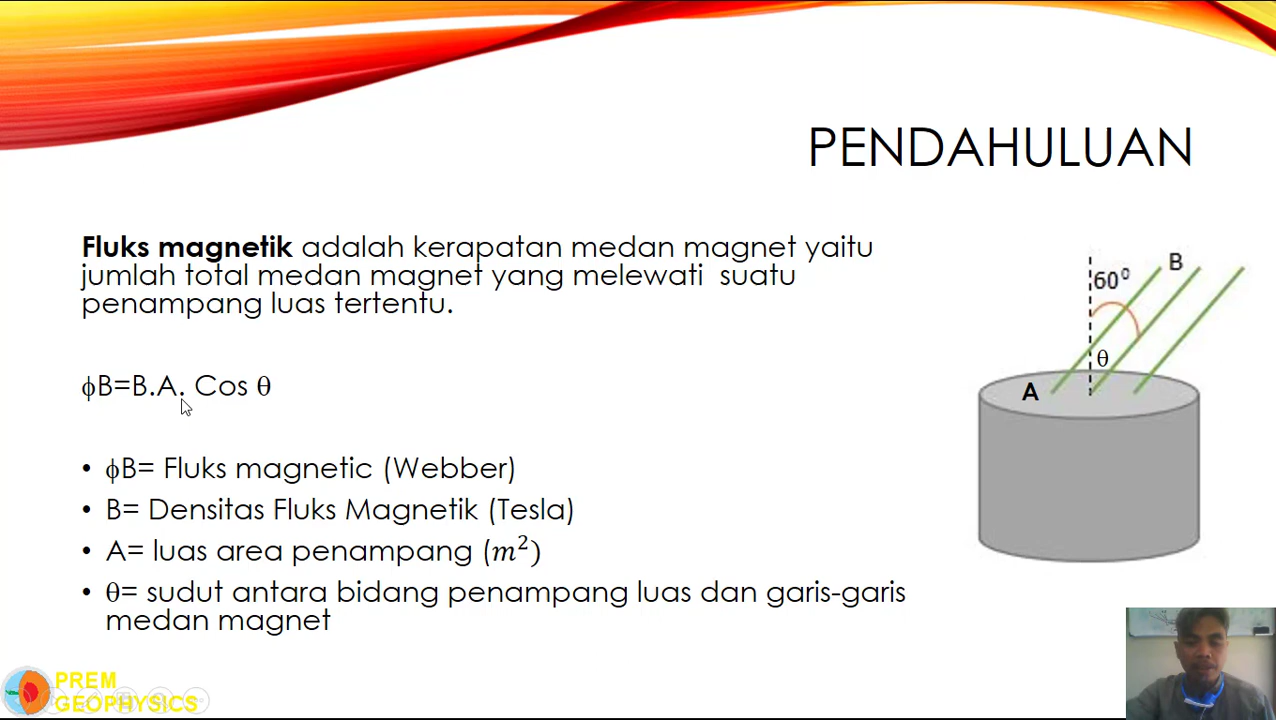 PENDAHULUAN
Fluks magnetik adalah kerapatan medan magnet yaitu
jumlah total medan magnet yang melewati suatu
penampang luas tertentu.
ϕB=B.A. Cos θ
• ϕB= Fluks magnetic (Webber)
• B= Densitas Fluks Magnetik (Tesla)
• A= luas area penampang (m²)
• θ= sudut antara bidang penampang luas dan garis-garis
medan magnet
B
60⁰
θ
A
PREM
GEOPHYSICS